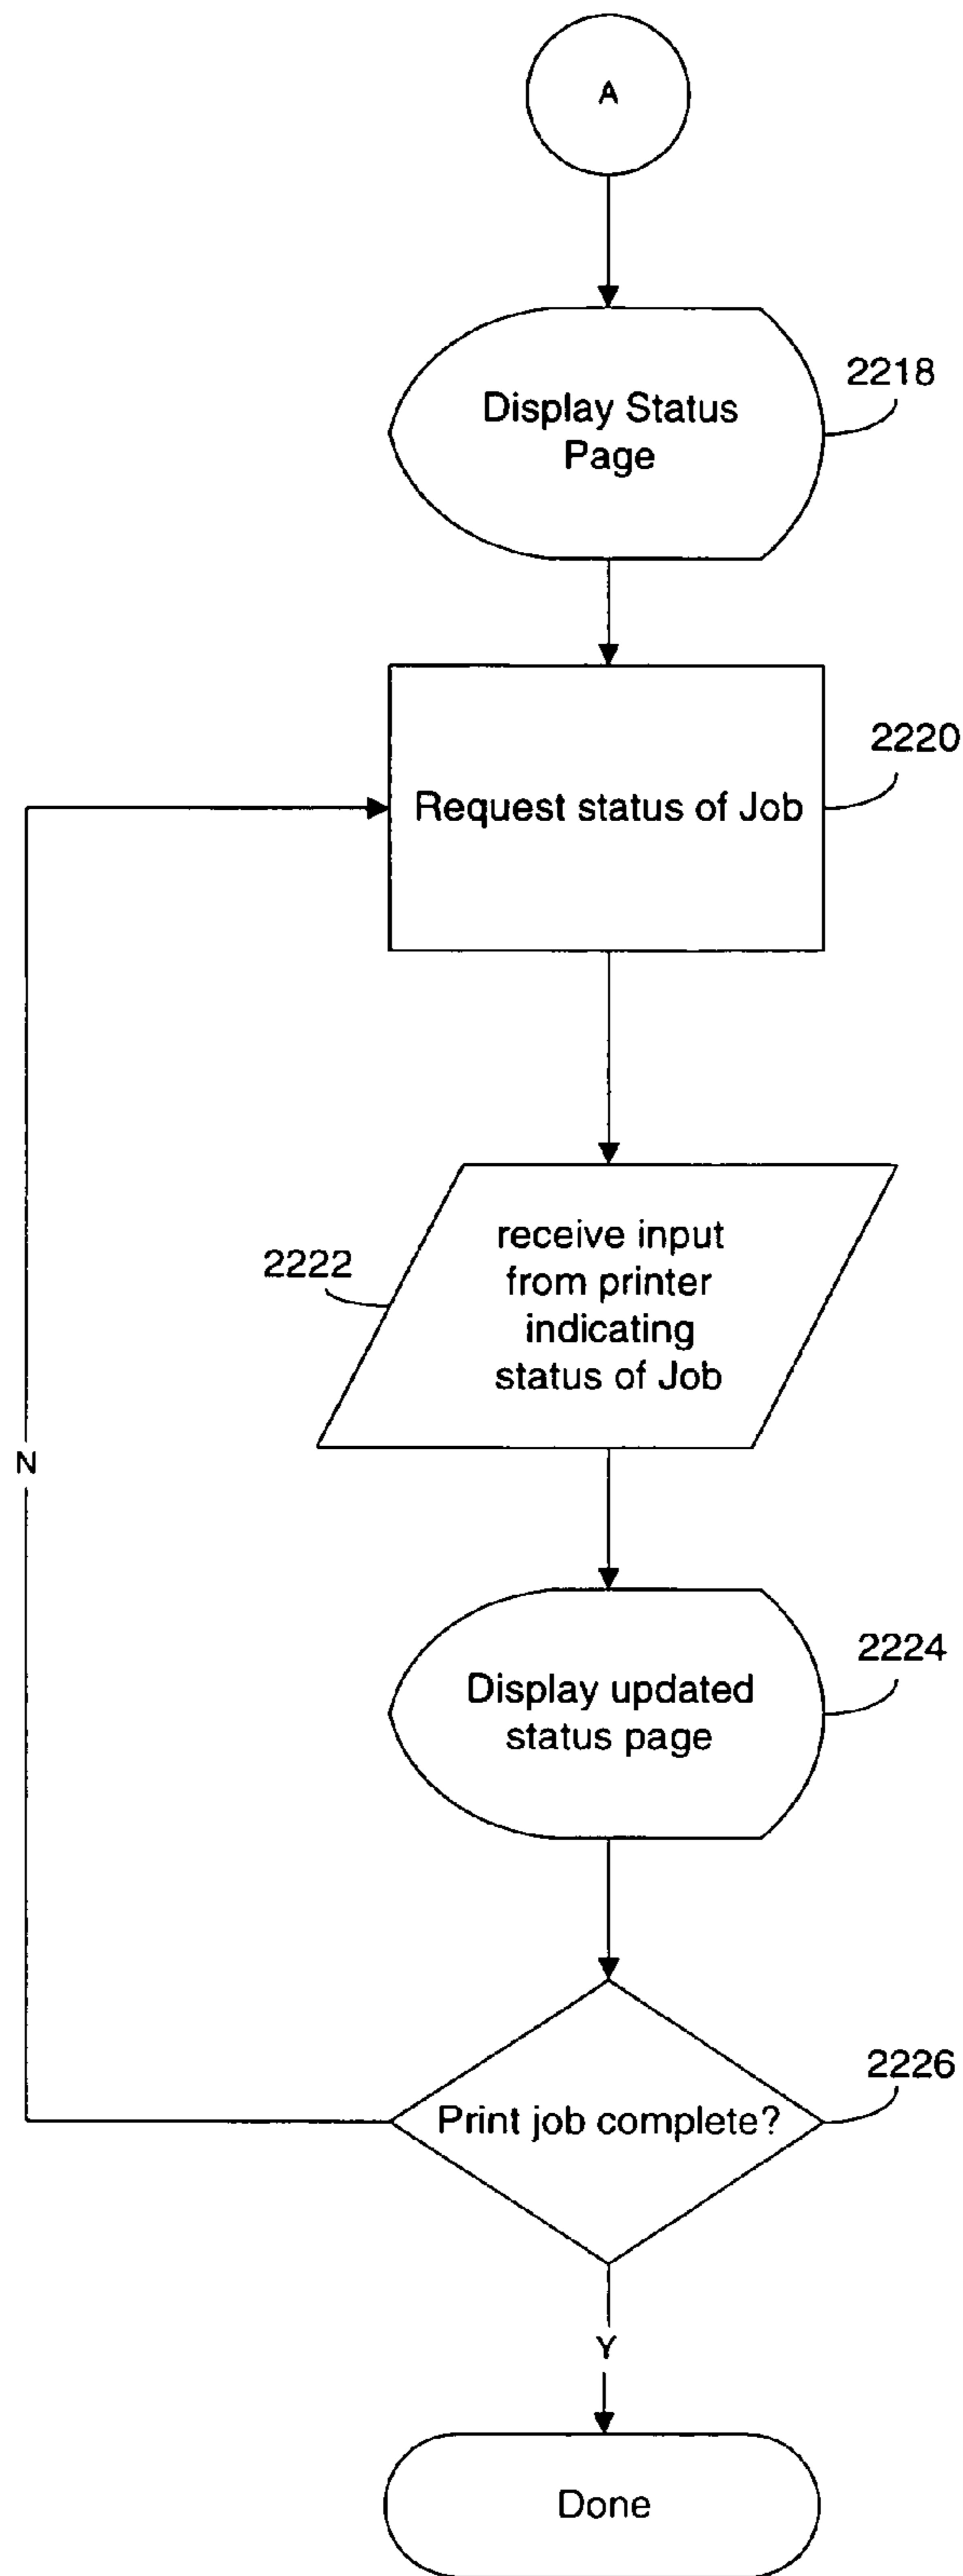 A
Display Status
Page
2218
Request status of Job
2220
receive input
from printer
indicating
status of Job
2222
Display updated
status page
2224
Print job complete?
2226
N
Y
Done